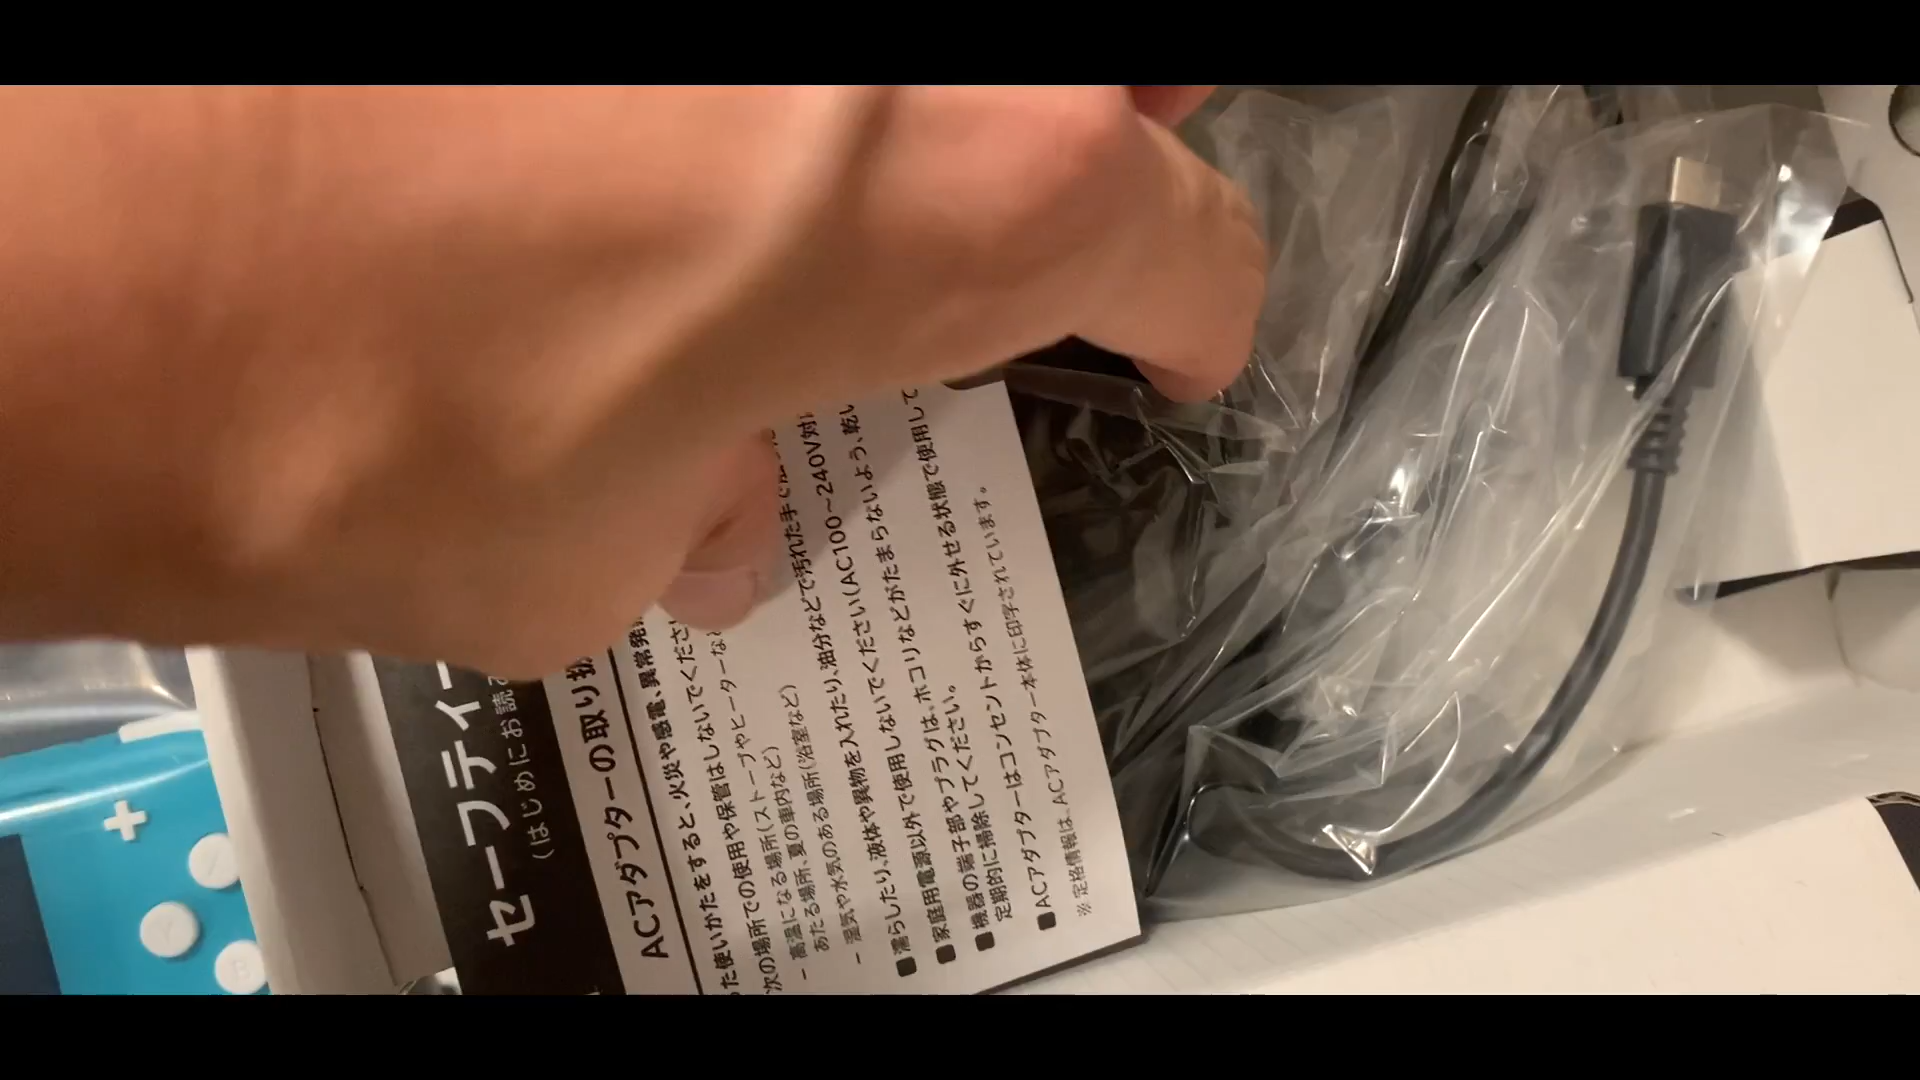 セーフティー
(はじめにお読み
ACアダプターの取り扱
た使いかたをすると、火災や感電、異常発
次の場所での使用や保管はしないでくださ
− 高温になる場所(ストーブやヒーターなど
あたる場所、夏の車内など)
− 湿気や水気のある場所(浴室など)
■濡らしたり、液体や異物を入れたり、油分などで汚れた手で
■家庭用電源以外で使用しないでください(AC100~240V対
■機器の端子部やプラグは、ホコリなどがたまらないよう、乾い
定期的に掃除してください。
■ACアダプターはコンセントからすぐに外せる状態で使用して
※定格情報は、ACアダプター本体に印字されています。
Y
B